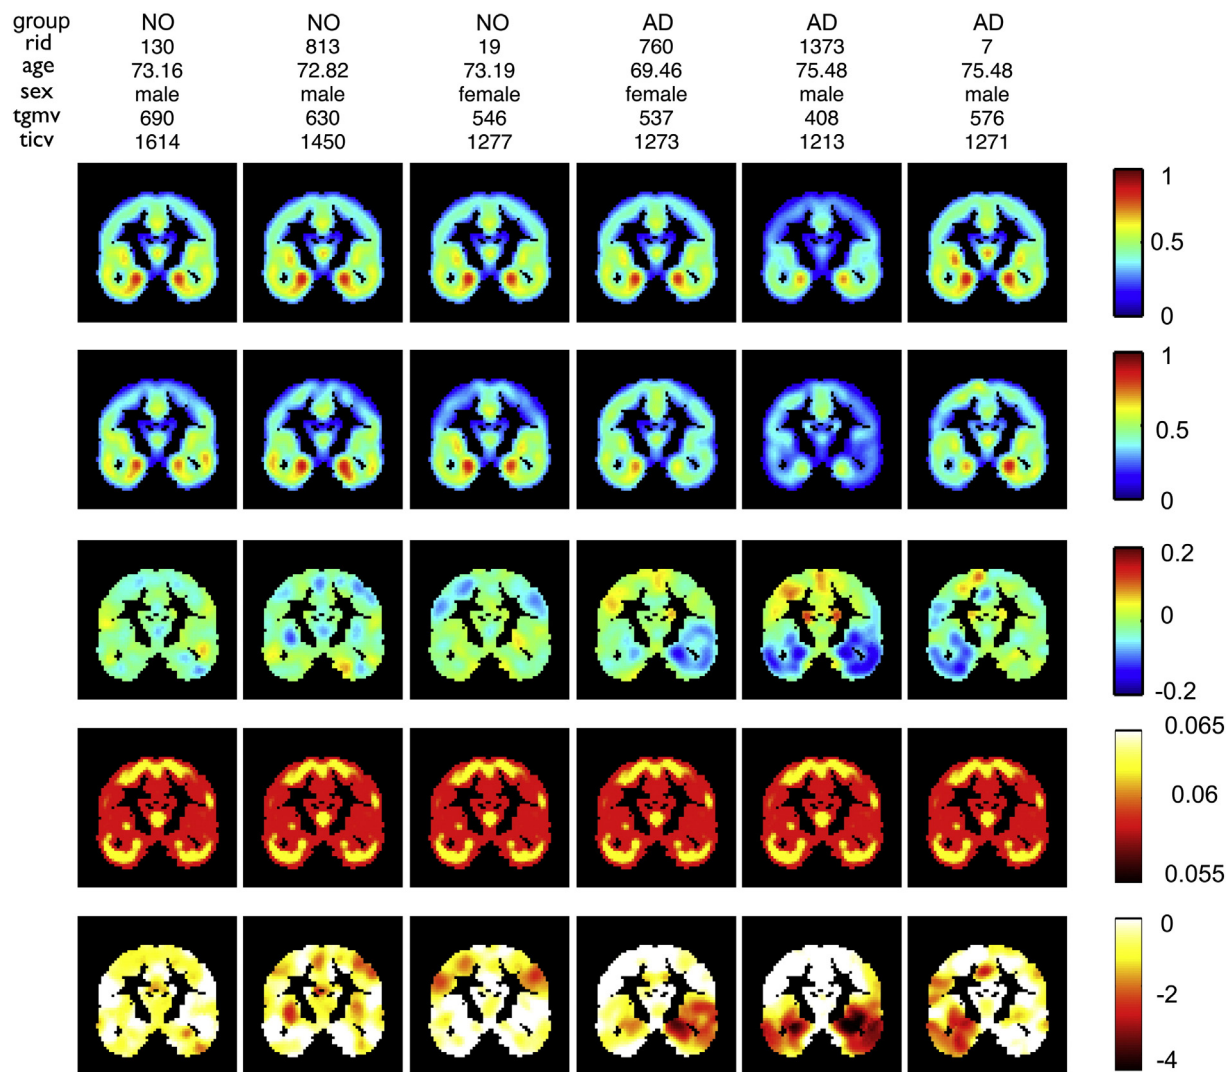 group NO NO NO AD AD AD
rid 130 813 19 760 1373 7
age 73.16 72.82 73.19 69.46 75.48 75.48
sex male male female female male male
tgmv 690 630 546 537 408 576
ticv 1614 1450 1277 1273 1213 1271
1
0.5
0
1
0.5
0
0.2
0
-0.2
0.065
0.06
0.055
0
-2
-4